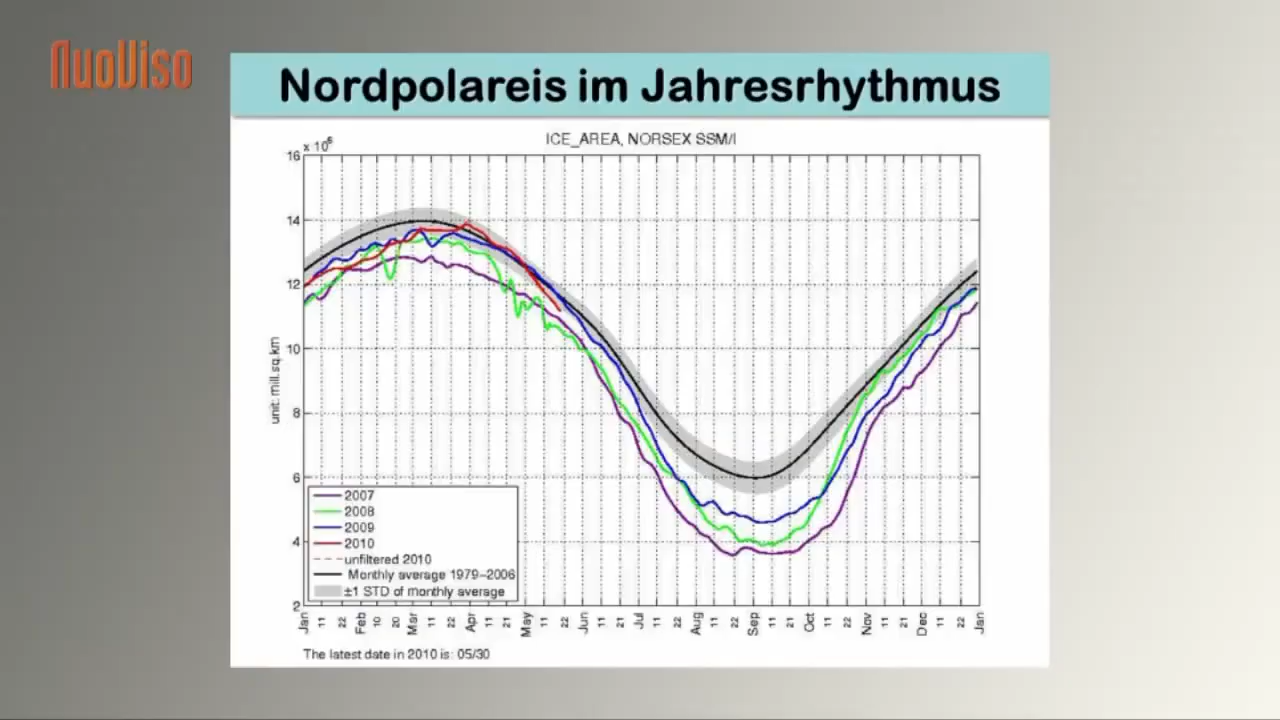 NuoViso
Nordpolareis im Jahresrhythmus
ICE_AREA, NORSEX SSM/I
x 10⁶
16
14
12
10
8
6
4
2
unit: mill.sq.km
2007
2008
2009
2010
unfiltered 2010
Monthly average 1979–2006
±1 STD of monthly average
Jan 11 22 Feb 10 20 Mar 11 22 Apr 11 21 May 11 22 Jun 11 21 Jul 11 22 Aug 11 22 Sep 11 21 Oct 11 22 Nov 11 21 Dec 11 22 Jan
The latest date in 2010 is: 05/30